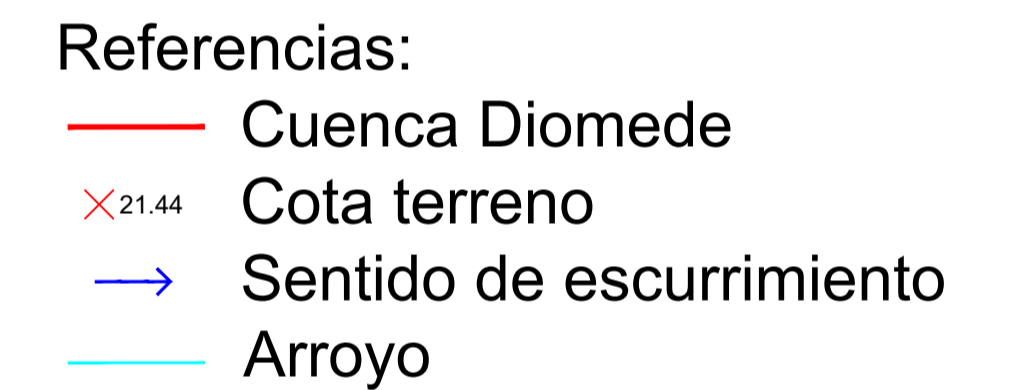 Referencias:
Cuenca Diomede
21.44 Cota terreno
Sentido de escurrimiento
Arroyo